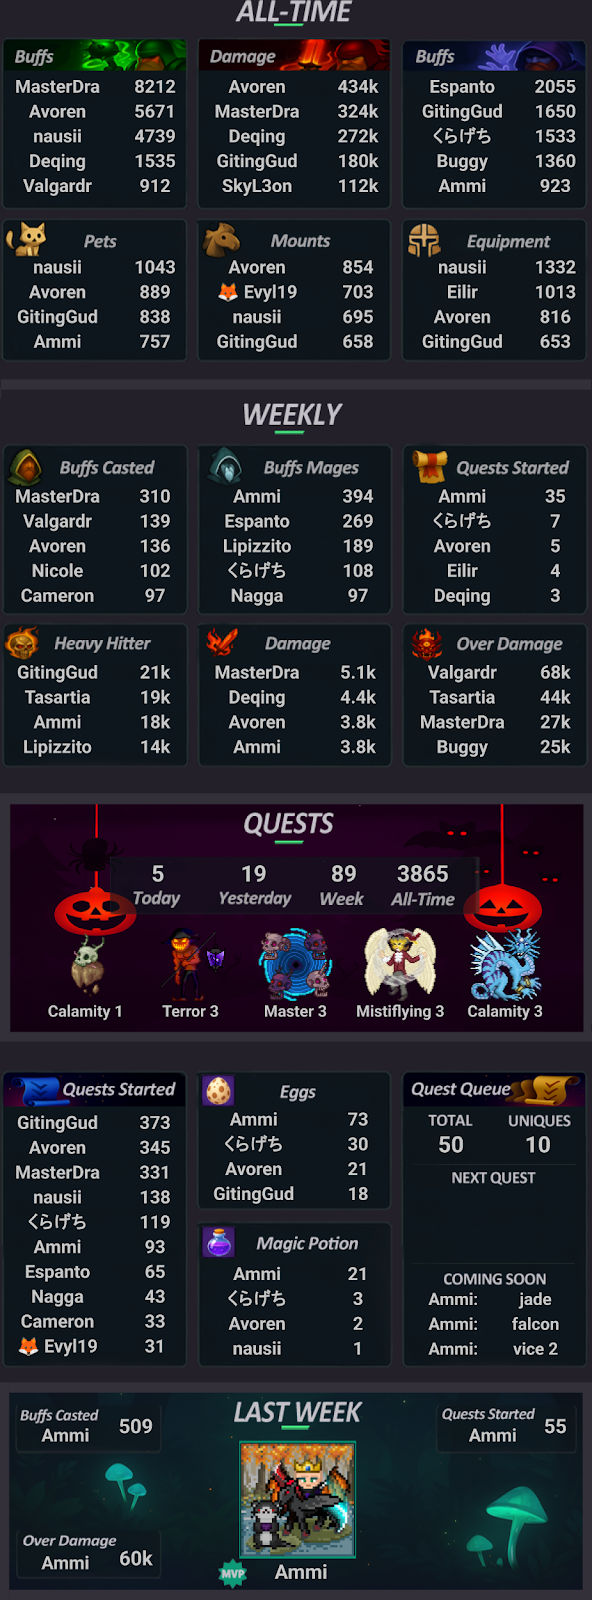 ALL-TIME
Buffs
MasterDra 8212
Avoren 5671
nausii 4739
Deqing 1535
Valgardr 912
Damage
Avoren 434k
MasterDra 324k
Deqing 272k
GitingGud 180k
SkyL3on 112k
Buffs
Espanto 2055
GitingGud 1650
くらげち 1533
Buggy 1360
Ammi 923
Pets
nausii 1043
Avoren 889
GitingGud 838
Ammi 757
Mounts
Avoren 854
🦊 Evyl19 703
nausii 695
GitingGud 658
Equipment
nausii 1332
Eilir 1013
Avoren 816
GitingGud 653
WEEKLY
Buffs Casted
MasterDra 310
Valgardr 139
Avoren 136
Nicole 102
Cameron 97
Buffs Mages
Ammi 394
Espanto 269
Lipizzito 189
くらげち 108
Nagga 97
Quests Started
Ammi 35
くらげち 7
Avoren 5
Eilir 4
Deqing 3
Heavy Hitter
GitingGud 21k
Tasartia 19k
Ammi 18k
Lipizzito 14k
Damage
MasterDra 5.1k
Deqing 4.4k
Avoren 3.8k
Ammi 3.8k
Over Damage
Valgardr 68k
Tasartia 44k
MasterDra 27k
Buggy 25k
QUESTS
5 19 89 3865
Today Yesterday Week All-Time
Calamity 1 Terror 3 Master 3 Mistiflying 3 Calamity 3
Quests Started
GitingGud 373
Avoren 345
MasterDra 331
nausii 138
くらげち 119
Ammi 93
Espanto 65
Nagga 43
Cameron 33
🦊 Evyl19 31
Eggs
Ammi 73
くらげち 30
Avoren 21
GitingGud 18
Magic Potion
Ammi 21
くらげち 3
Avoren 2
nausii 1
Quest Queue
TOTAL UNIQUES
50 10
NEXT QUEST
COMING SOON
Ammi: jade
Ammi: falcon
Ammi: vice 2
LAST WEEK
Buffs Casted
Ammi 509
Quests Started
Ammi 55
Over Damage
Ammi 60k
MVP Ammi